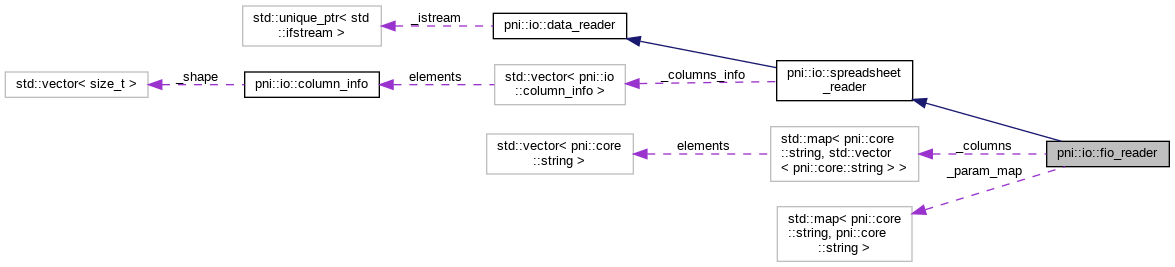 std::unique_ptr< std
::ifstream >
_istream
pni::io::data_reader
std::vector< size_t >
_shape
pni::io::column_info
elements
std::vector< pni::io
::column_info >
_columns_info
pni::io::spreadsheet
_reader
std::vector< pni::core
::string >
elements
std::map< pni::core
::string, std::vector
< pni::core::string > >
_columns
pni::io::fio_reader
_param_map
std::map< pni::core
::string, pni::core
::string >